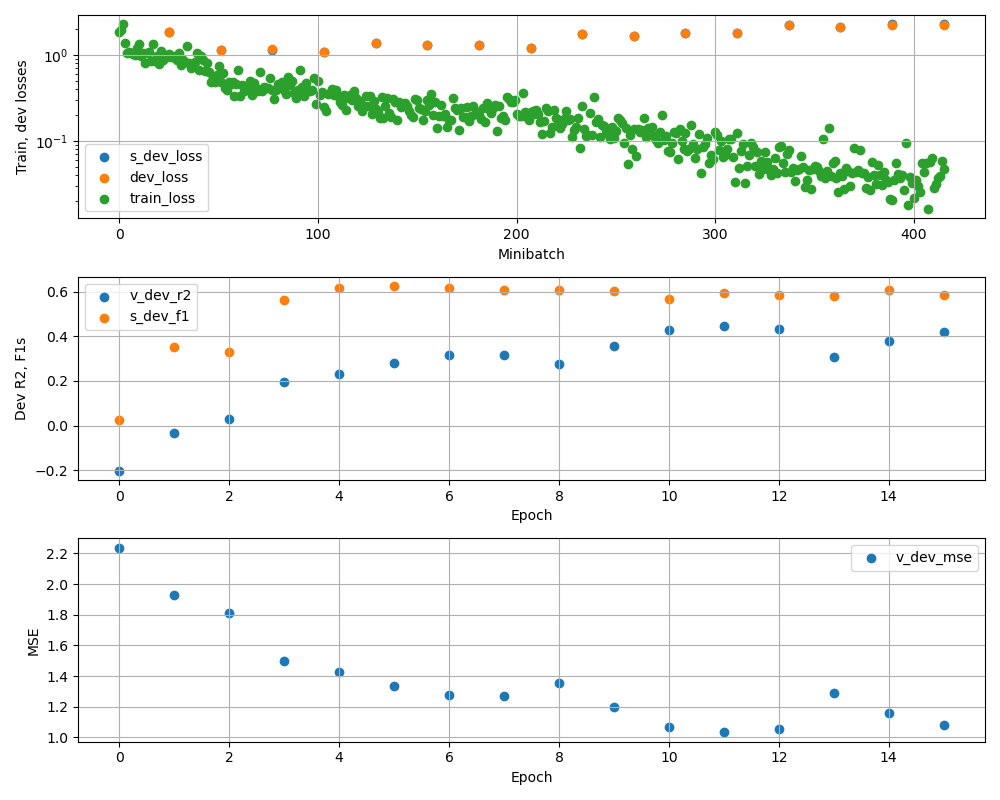 Train, dev losses
10^0
10^-1
s_dev_loss
dev_loss
train_loss
0 100 200 300 400
Minibatch
Dev R2, F1s
0.6
0.4
0.2
0.0
−0.2
v_dev_r2
s_dev_f1
0 2 4 6 8 10 12 14
Epoch
MSE
2.2
2.0
1.8
1.6
1.4
1.2
1.0
v_dev_mse
0 2 4 6 8 10 12 14
Epoch